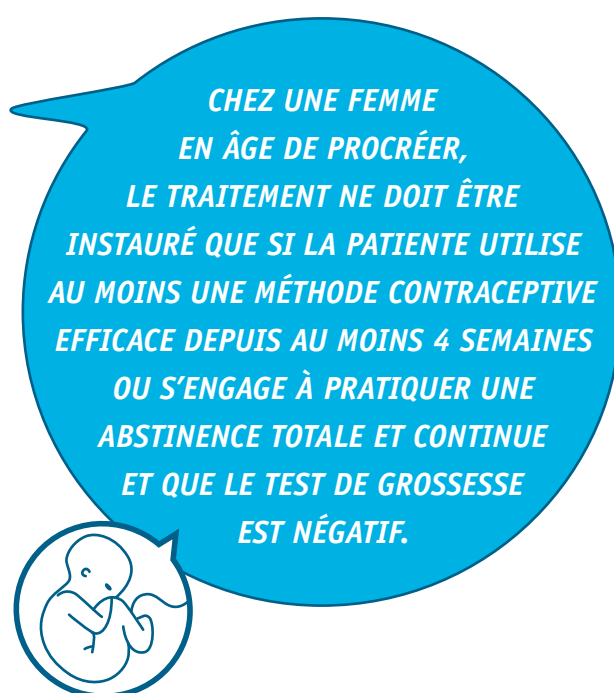 CHEZ UNE FEMME
EN ÂGE DE PROCRÉER,
LE TRAITEMENT NE DOIT ÊTRE
INSTAURÉ QUE SI LA PATIENTE UTILISE
AU MOINS UNE MÉTHODE CONTRACEPTIVE
EFFICACE DEPUIS AU MOINS 4 SEMAINES
OU S’ENGAGE À PRATIQUER UNE
ABSTINENCE TOTALE ET CONTINUE
ET QUE LE TEST DE GROSSESSE
EST NÉGATIF.